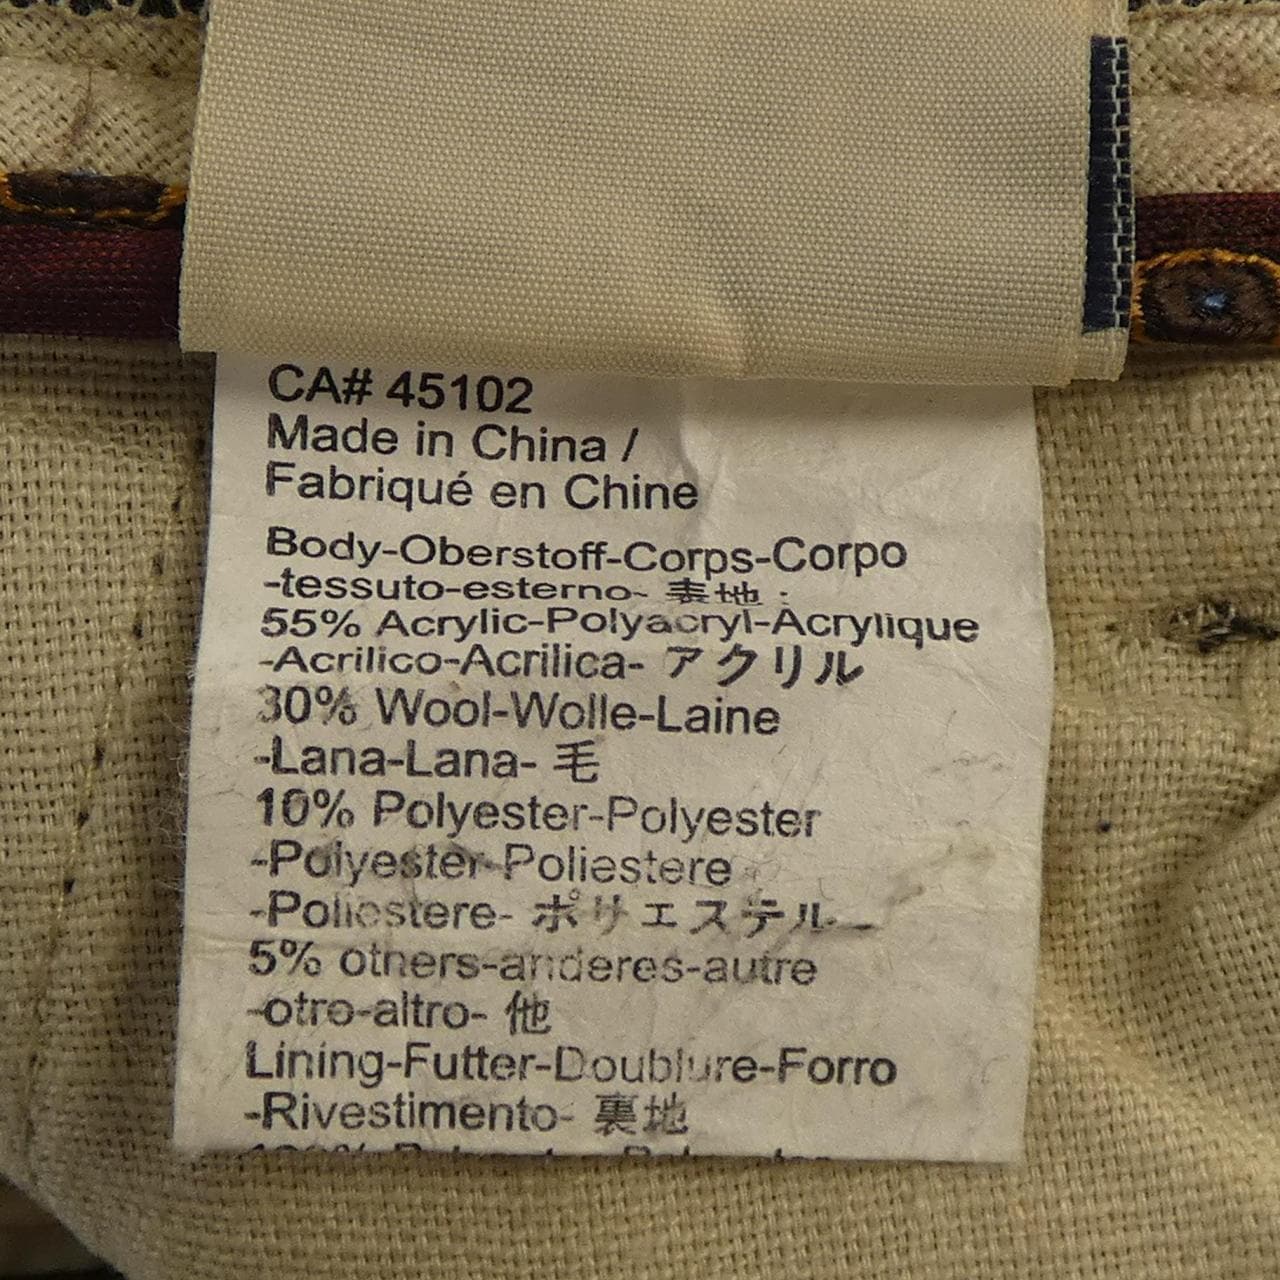 CA# 45102
Made in China /
Fabriqué en Chine
Body-Oberstoff-Corps-Corpo
-tessuto-esterno- 表地 :
55% Acrylic-Polyacryl-Acrylique
-Acrilico-Acrilica- アクリル
30% Wool-Wolle-Laine
-Lana-Lana- 毛
10% Polyester-Polyester
-Polyester-Poliestere
-Poliestere- ポリエステル
5% others-anderes-autre
-otro-altro- 他
Lining-Futter-Doublure-Forro
-Rivestimento- 裏地